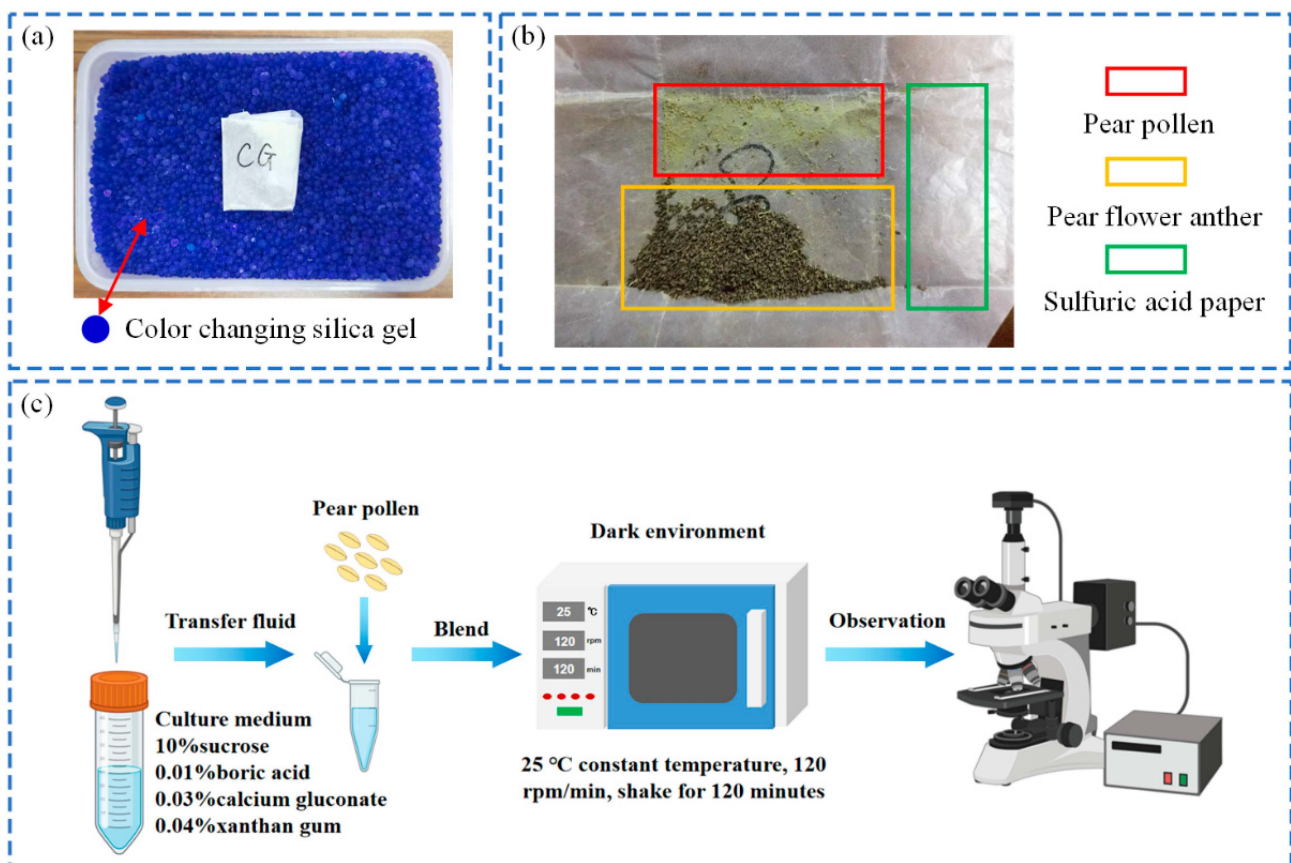 (a)
CG
Color changing silica gel
(b)
Pear pollen
Pear flower anther
Sulfuric acid paper
(c)
Pear pollen
Dark environment
Transfer fluid
Blend
Observation
25 ℃
120 rpm
120 min
Culture medium
10%sucrose
0.01%boric acid
0.03%calcium gluconate
0.04%xanthan gum
25 ℃ constant temperature, 120
rpm/min, shake for 120 minutes